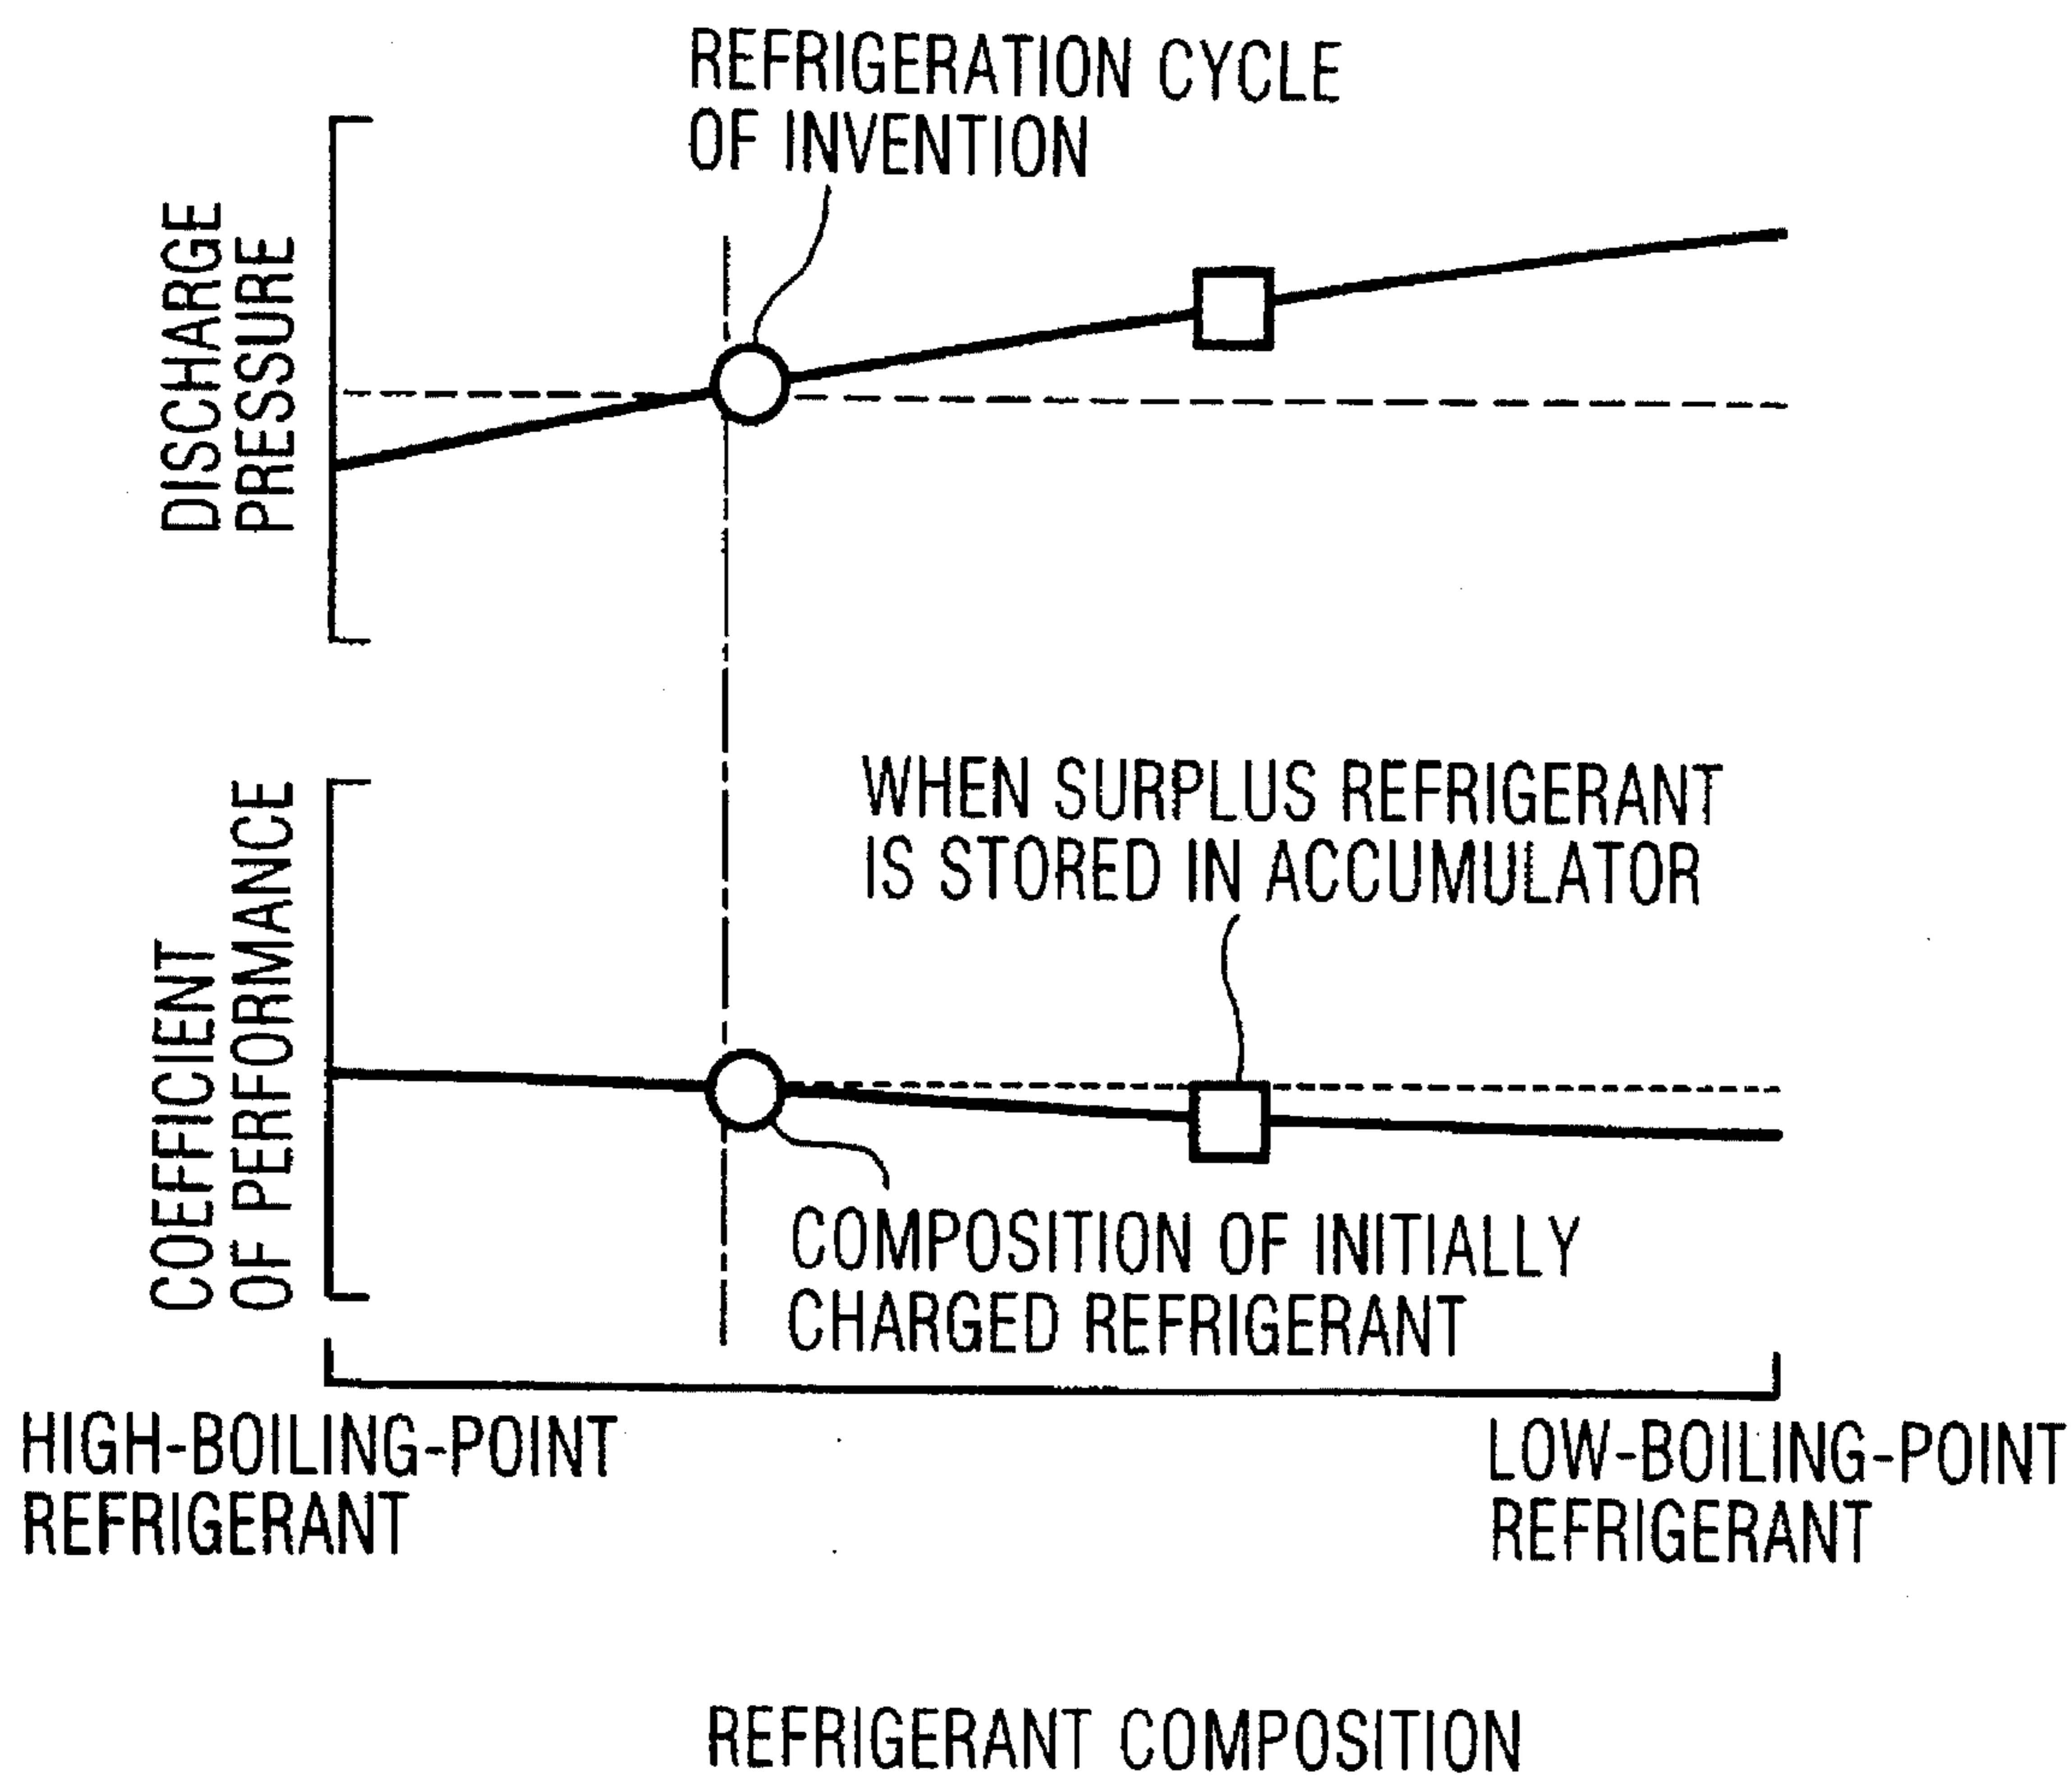 REFRIGERATION CYCLE
OF INVENTION
DISCHARGE
PRESSURE
WHEN SURPLUS REFRIGERANT
IS STORED IN ACCUMULATOR
COEFFICIENT
OF PERFORMANCE
COMPOSITION OF INITIALLY
CHARGED REFRIGERANT
HIGH-BOILING-POINT
REFRIGERANT
LOW-BOILING-POINT
REFRIGERANT
REFRIGERANT COMPOSITION